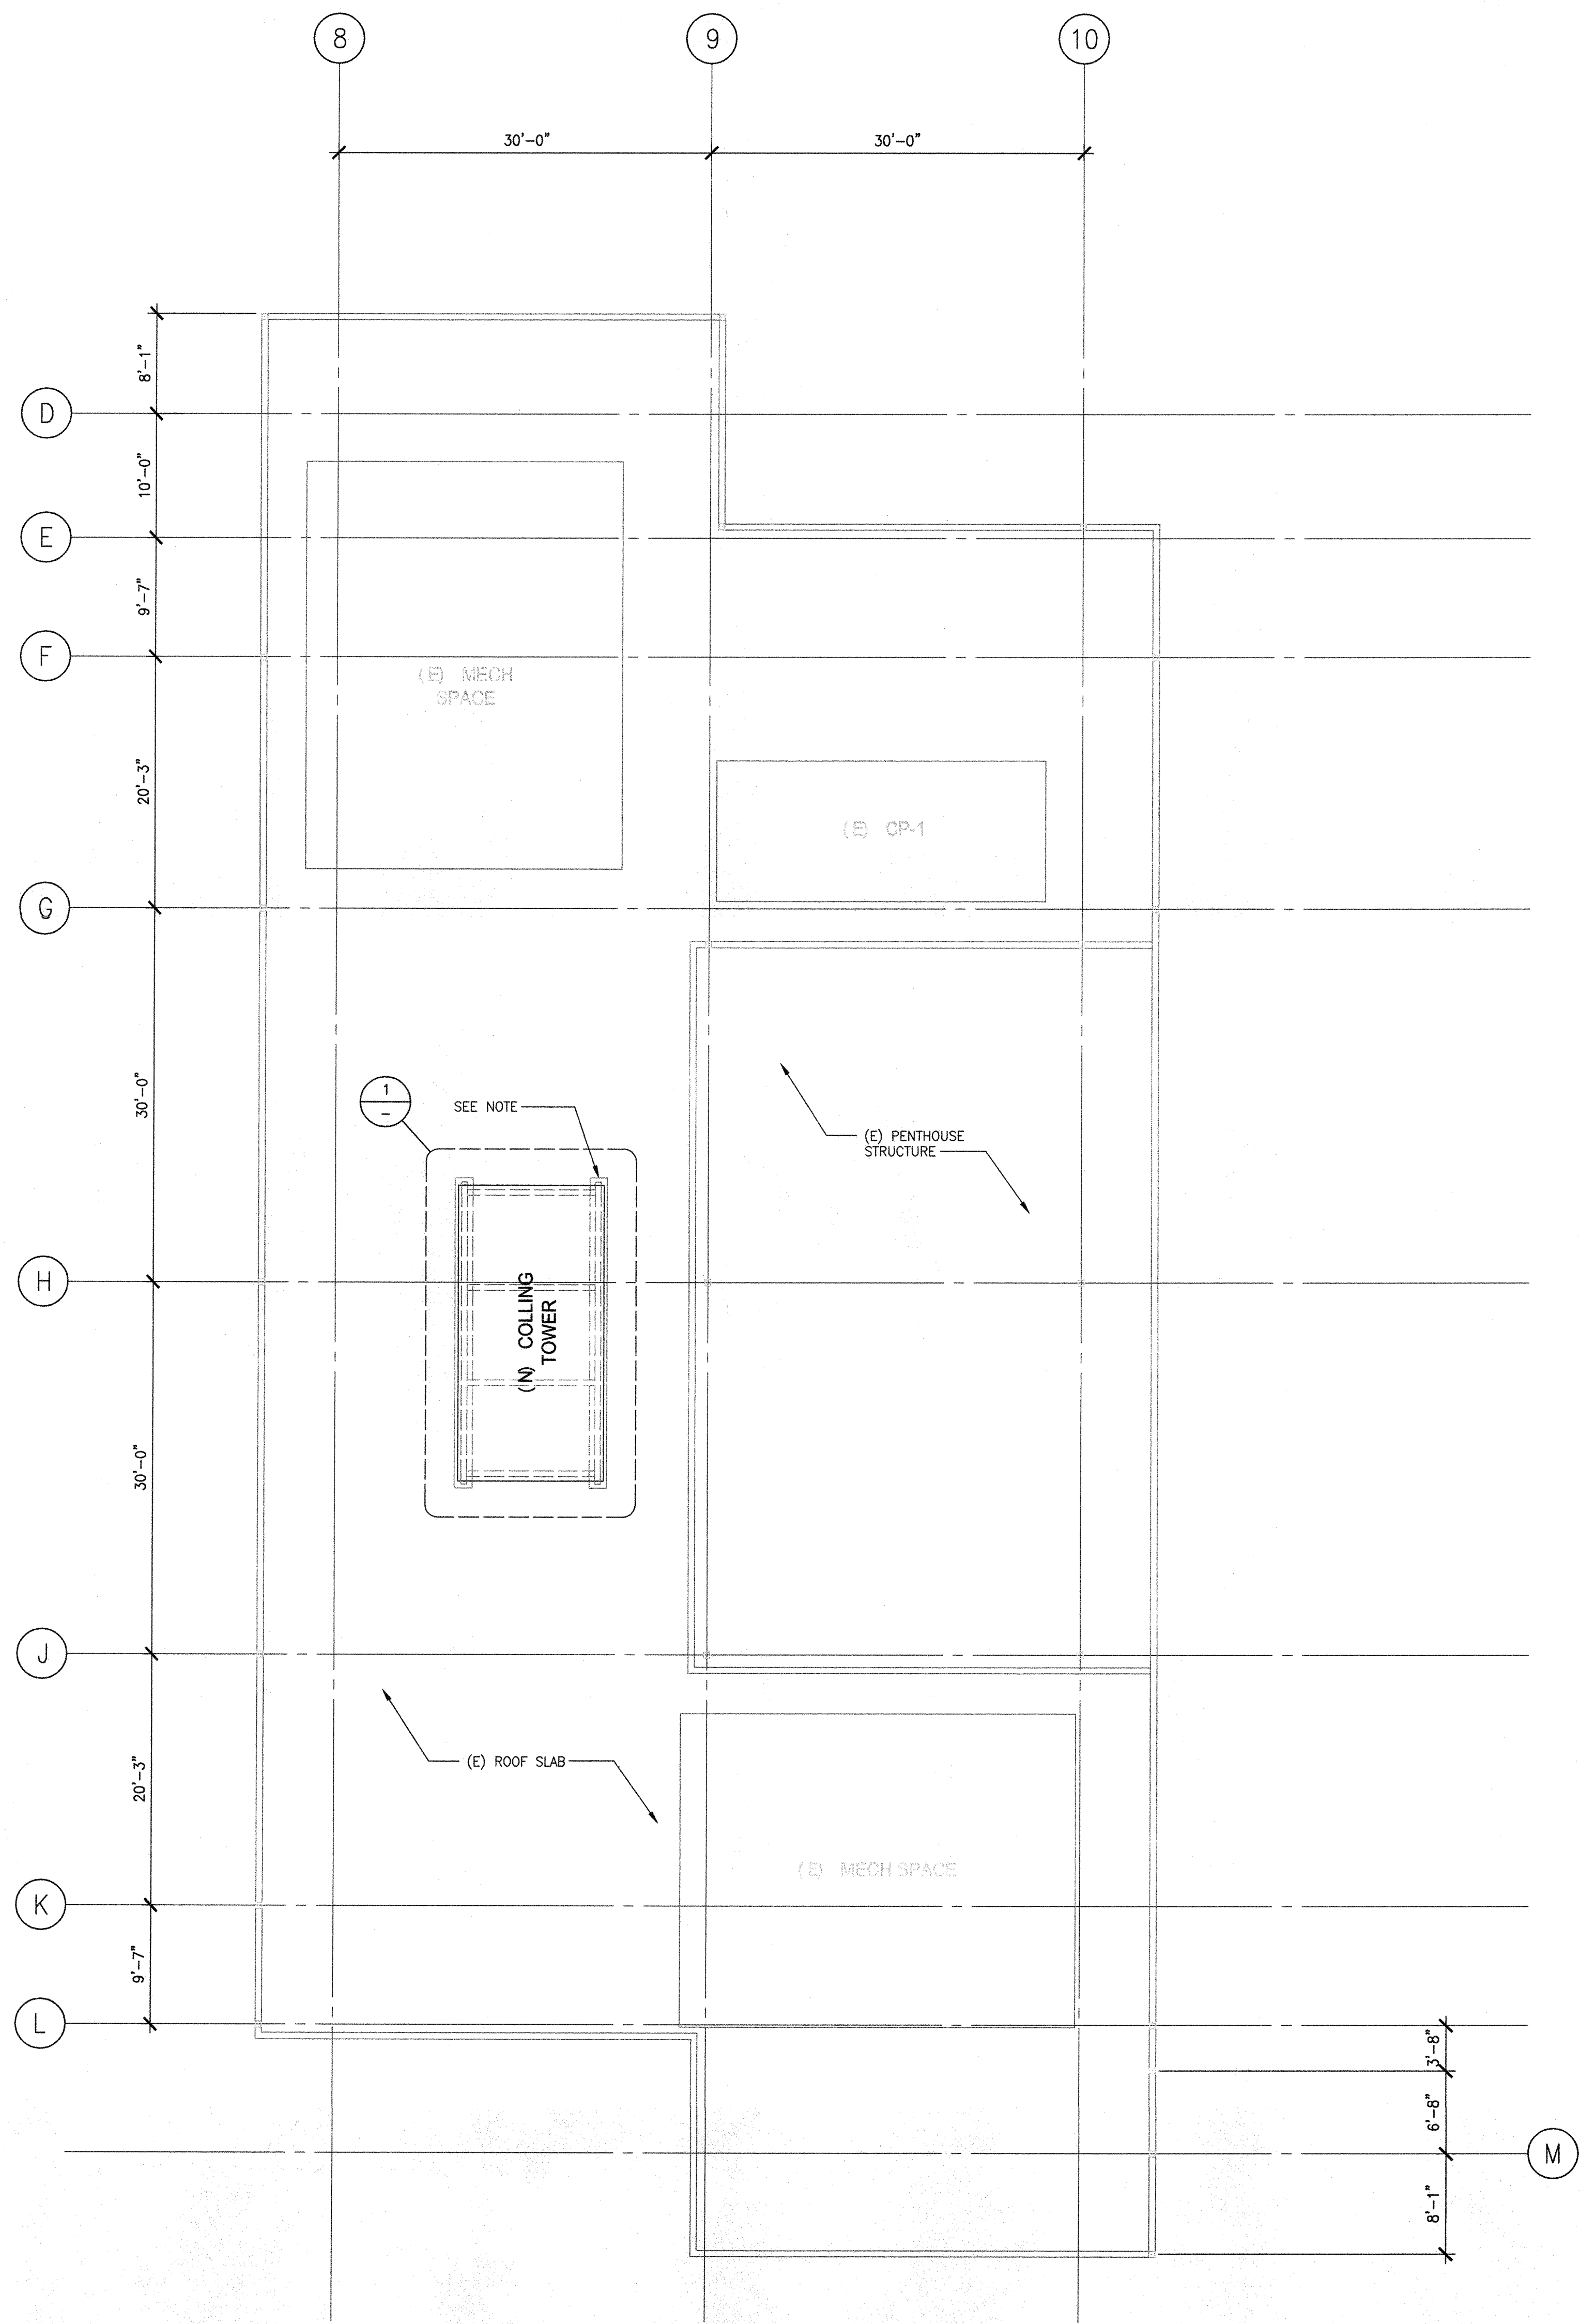 8
9
10
30'-0"
30'-0"
8'-1"
D
10'-0"
E
9'-7"
F
(E) MECH
SPACE
20'-3"
(E) CP-1
G
30'-0"
1
-
SEE NOTE
(E) PENTHOUSE
STRUCTURE
H
(N) COLLING
TOWER
30'-0"
J
(E) ROOF SLAB
20'-3"
(E) MECH SPACE
K
9'-7"
L
3'-8"
6'-8"
M
8'-1"